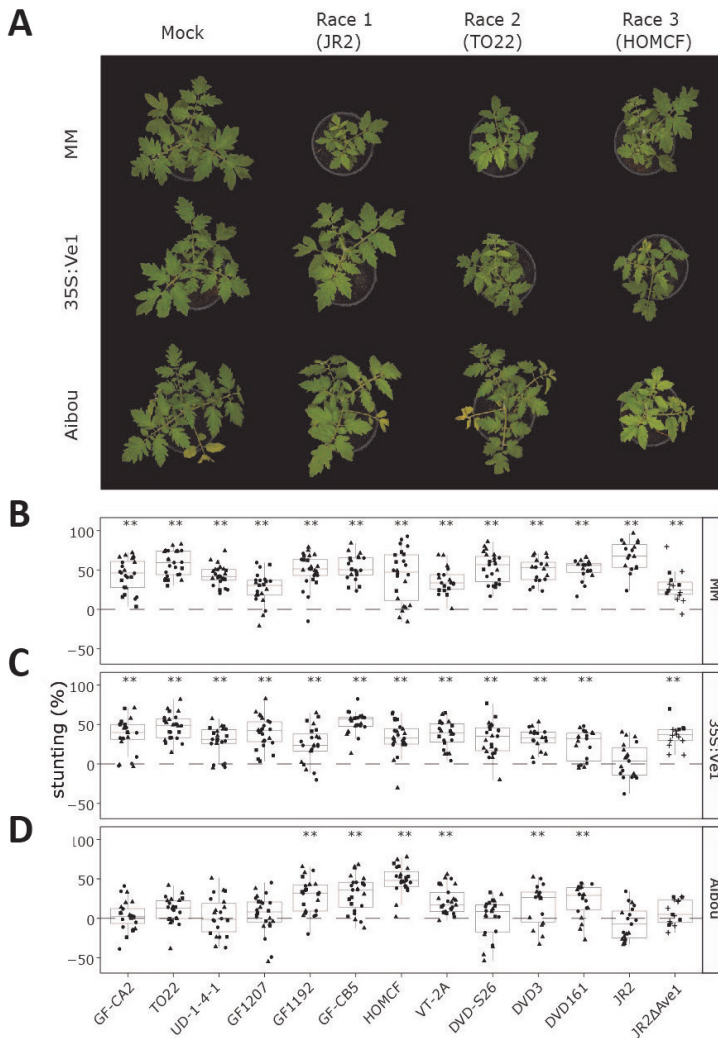 A
Mock
Race 1
(JR2)
Race 2
(TO22)
Race 3
(HOMCF)
MM
35S:Ve1
Aibou
B
100
50
0
−50
** ** ** ** ** ** ** ** ** ** ** ** **
MM
C
100
50
0
−50
** ** ** ** ** ** ** ** ** ** ** **
35S:Ve1
stunting (%)
D
100
50
0
−50
** ** ** ** ** **
Aibou
GF-CA2
TO22
UD-1-4-1
GF1207
GF1192
GF-CB5
HOMCF
VT-2A
DVD-S26
DVD3
DVD161
JR2
JR2ΔAve1